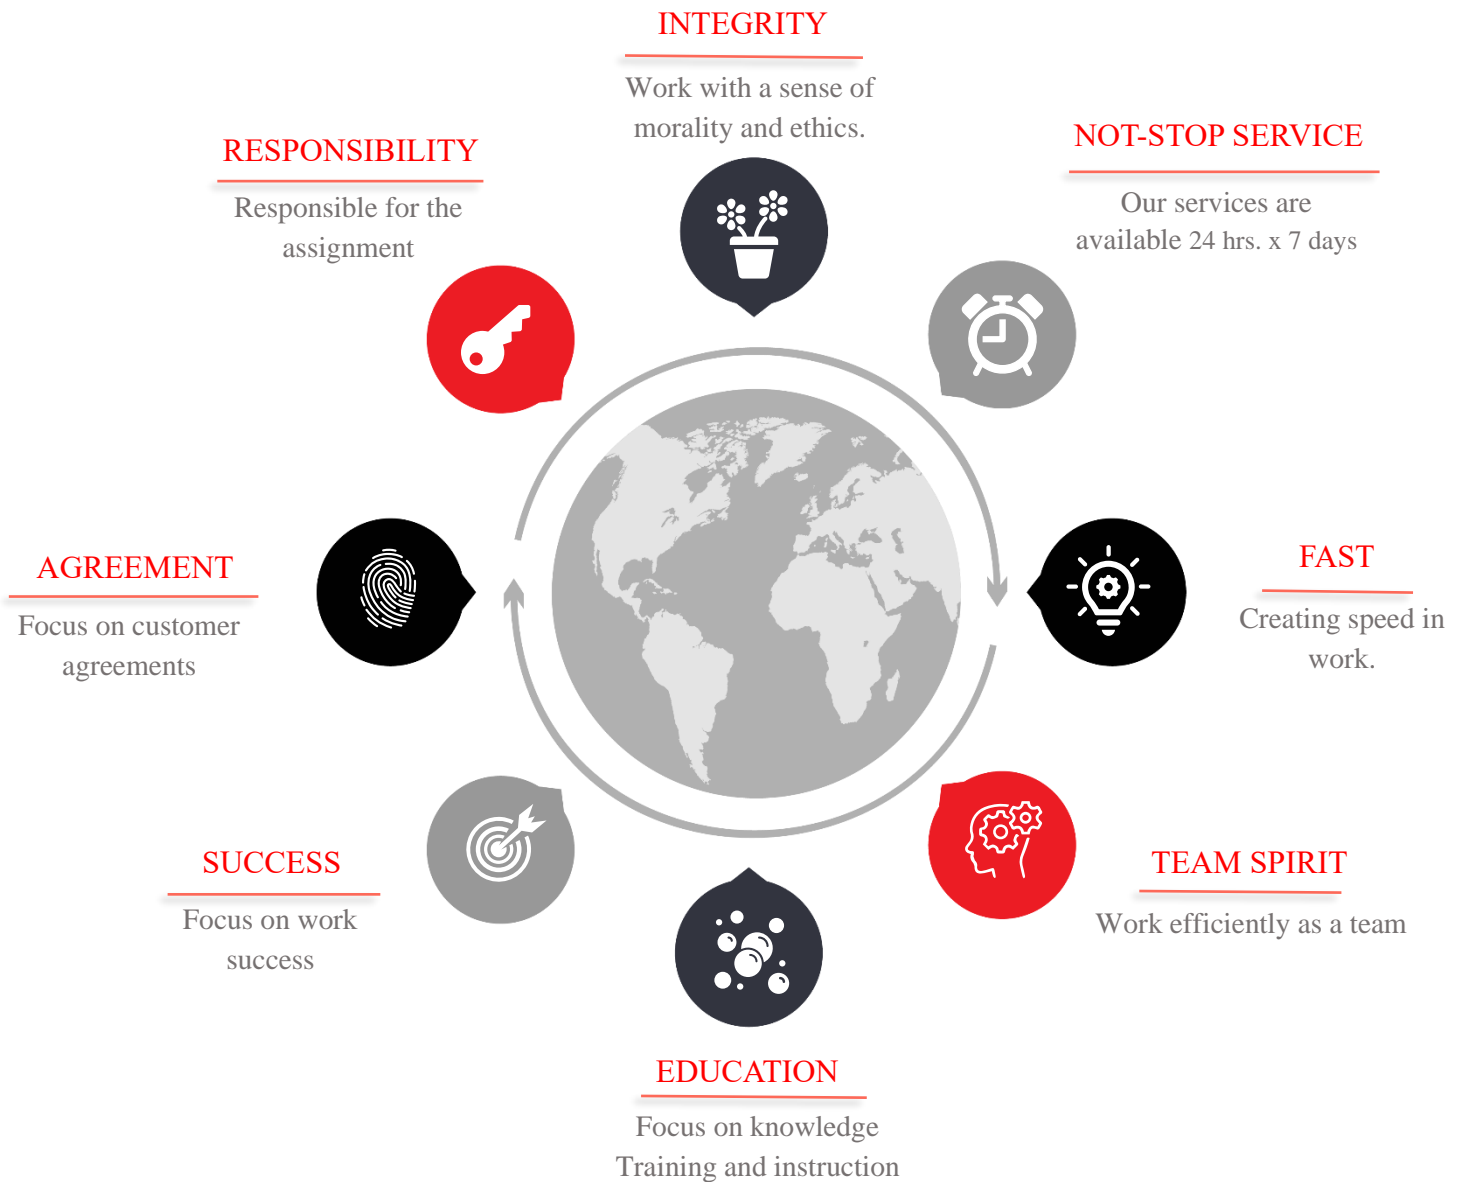 INTEGRITY
Work with a sense of
morality and ethics.
NOT-STOP SERVICE
Our services are
available 24 hrs. x 7 days
FAST
Creating speed in
work.
TEAM SPIRIT
Work efficiently as a team
EDUCATION
Focus on knowledge
Training and instruction
SUCCESS
Focus on work
success
AGREEMENT
Focus on customer
agreements
RESPONSIBILITY
Responsible for the
assignment